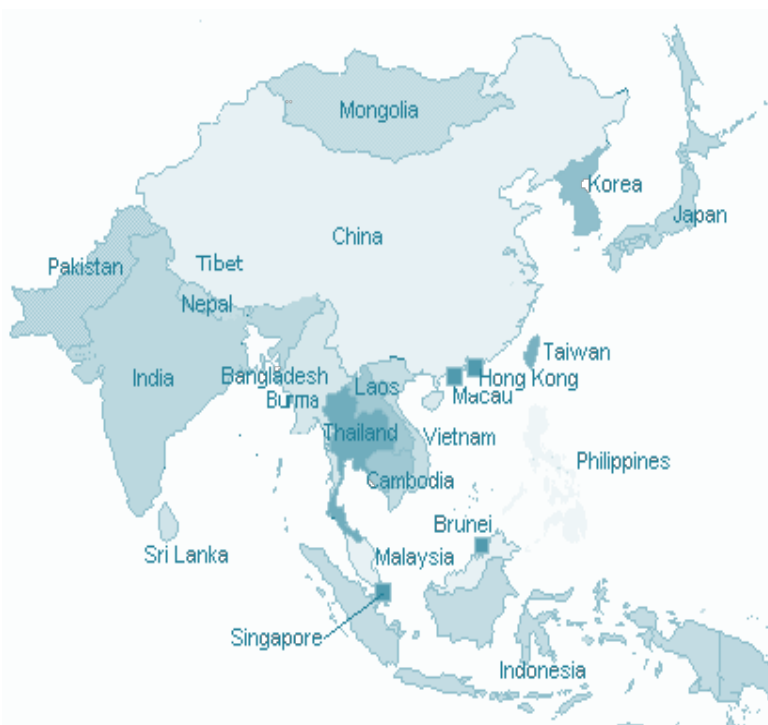 Mongolia
Korea
Japan
China
Tibet
Pakistan
Nepal
Taiwan
India
Bangladesh
Hong Kong
Laos
Macau
Burma
Thailand
Vietnam
Philippines
Cambodia
Brunei
Sri Lanka
Malaysia
Singapore
Indonesia